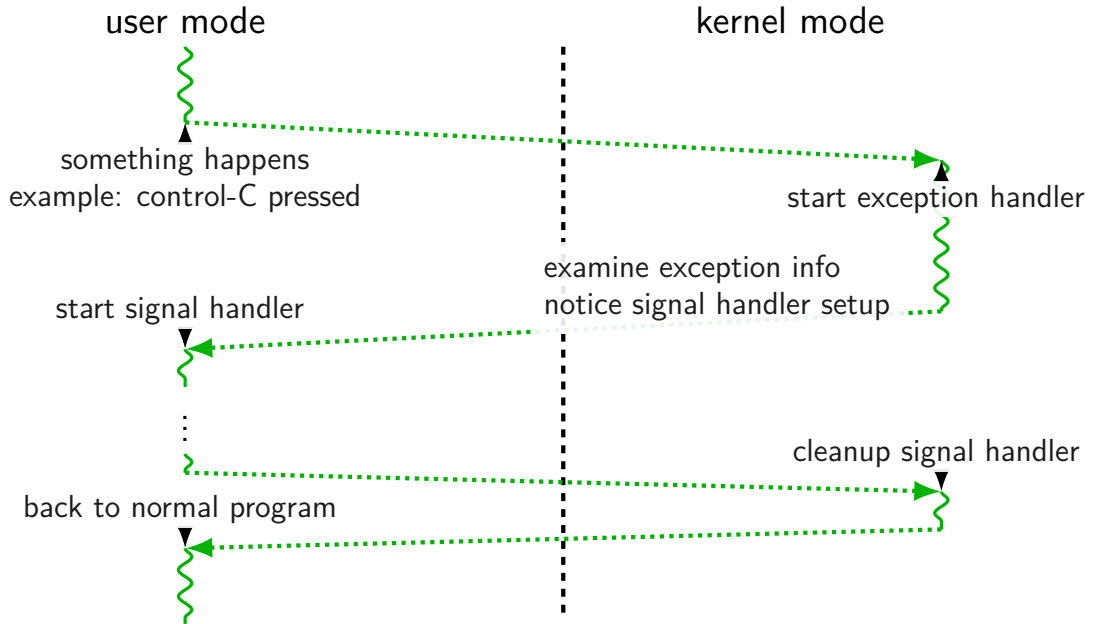 user mode
kernel mode
something happens
example: control-C pressed
start exception handler
examine exception info
notice signal handler setup
start signal handler
⋮
cleanup signal handler
back to normal program